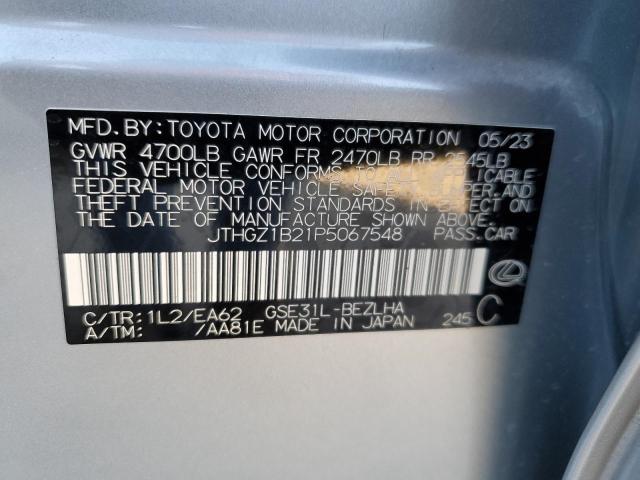 MFD. BY: TOYOTA MOTOR CORPORATION 05/23
GVWR 4700LB GAWR FR 2470LB RR 2545LB
THIS VEHICLE CONFORMS TO ALL APPLICABLE
FEDERAL MOTOR VEHICLE SAFETY, BUMPER, AND
THEFT PREVENTION STANDARDS IN EFFECT ON
THE DATE OF MANUFACTURE SHOWN ABOVE.
JTHGZ1B21P5067548 PASS. CAR
C/TR: 1L2/EA62 GSE31L-BEZLHA
A/TM: /AA81E MADE IN JAPAN 245 C